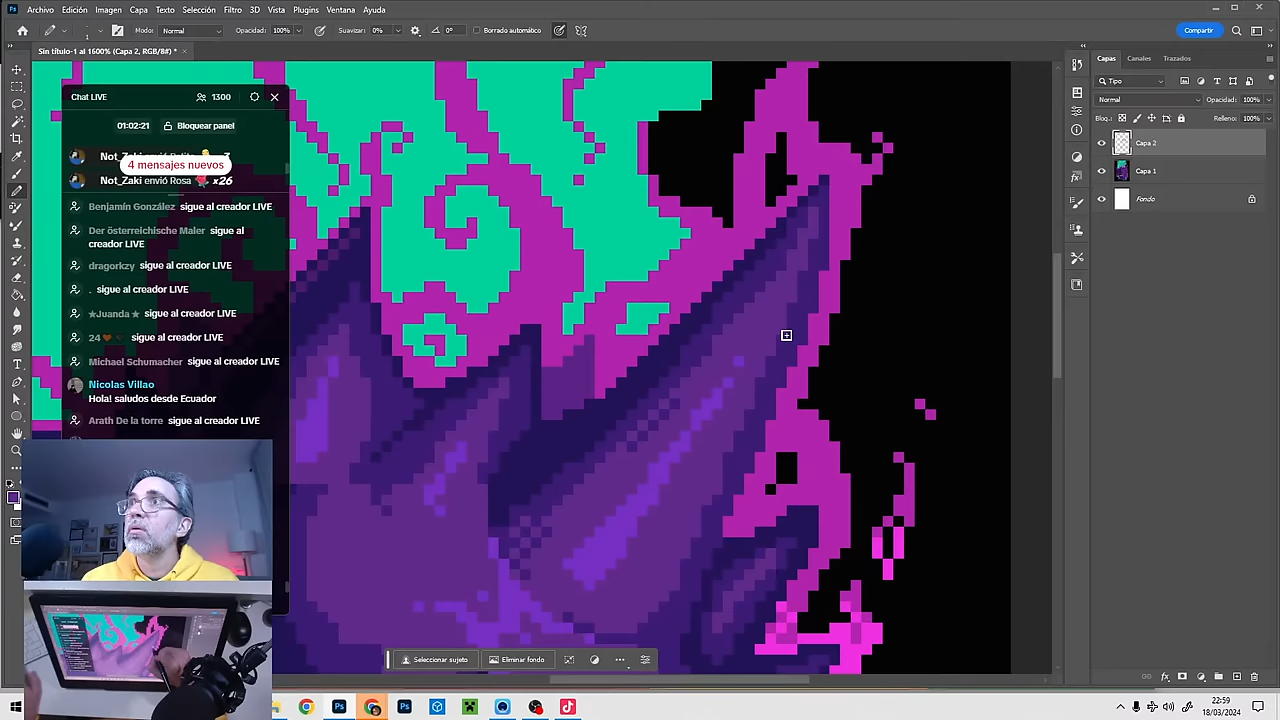 Archivo Edición Imagen Capa Texto Selección Filtro 3D Vista Plugins Ventana Ayuda
Modo: Normal Opacidad: 100% Suavizar: 0% 0° Borrado automático Compartir
Sin título-1 al 1600% (Capa 2, RGB/8#) * ×
Chat LIVE 1300
01:02:21 Bloquear panel
4 mensajes nuevos
Not_Zaki envió Rosa x26
Benjamín González sigue al creador LIVE
Der österreichische Maler sigue al
creador LIVE
dragorkzy sigue al creador LIVE
. sigue al creador LIVE
★Juanda★ sigue al creador LIVE
24 sigue al creador LIVE
Michael Schumacher sigue al creador LIVE
Nicolas Villao
Hola! saludos desde Ecuador
Arath De la torre sigue al creador LIVE
Capas Canales Trazados
Tipo
Normal Opacidad: 100%
Bloq.: Relleno: 100%
Capa 2
Capa 1
Fondo
Seleccionar sujeto Eliminar fondo
22:59
18/03/2024